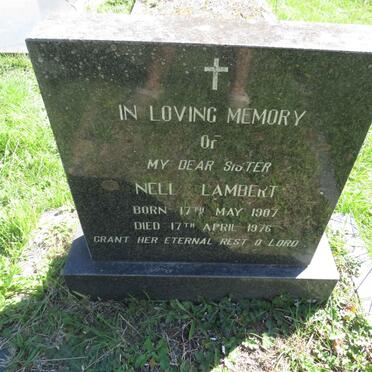 IN LOVING MEMORY
OF
MY DEAR SISTER
NELL LAMBERT
BORN 17TH MAY 1907
DIED 17TH APRIL 1976
GRANT HER ETERNAL REST O LORD